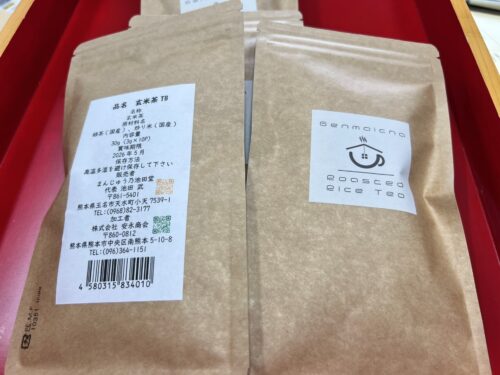 品名 玄米茶 TB
名称
玄米茶
原材料名
緑茶(国産)、炒り米(国産)
内容量
30g(3g×10P)
賞味期限
2026年5月
保存方法
高温多湿を避け保存して下さい
販売者
まんじゅう乃池田堂
代表 池田 武
〒861-5401
熊本県玉名市天水町小天 7539-1
TEL:(0968)82-3177
加工者
株式会社 安永商会
〒860-0812
熊本県熊本市中央区南熊本 5-10-8
TEL:(096)364-1151
4 580315 834010
Genmaicha
Roasted
Rice Tea